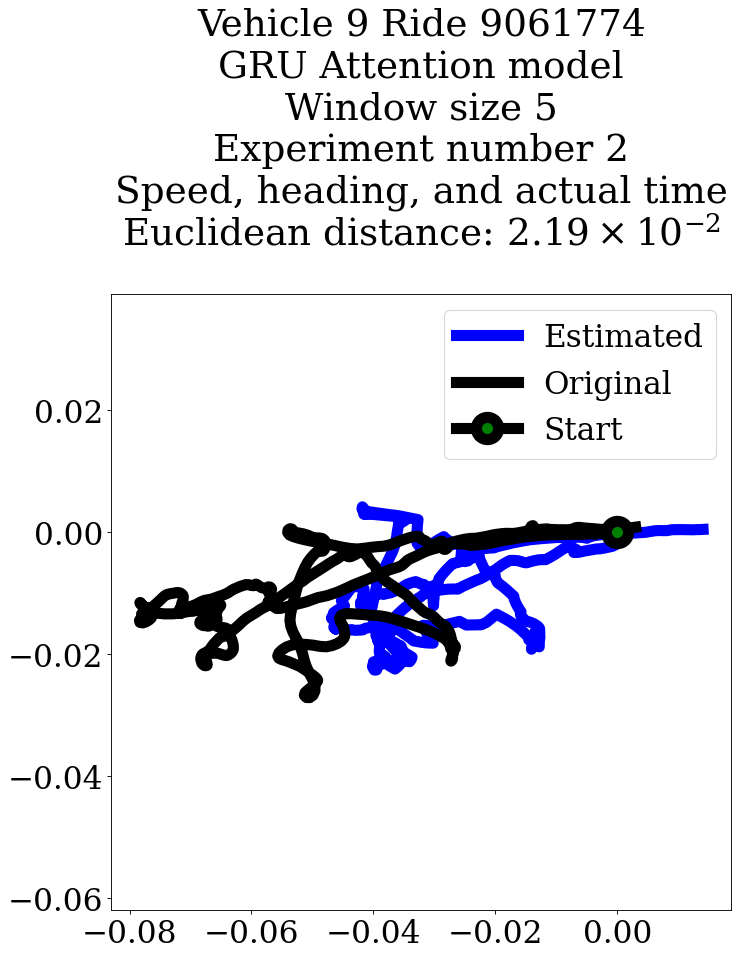 Vehicle 9 Ride 9061774
GRU Attention model
Window size 5
Experiment number 2
Speed, heading, and actual time
Euclidean distance: 2.19 × 10⁻²
Estimated
Original
Start
0.02
0.00
−0.02
−0.04
−0.06
−0.08 −0.06 −0.04 −0.02 0.00